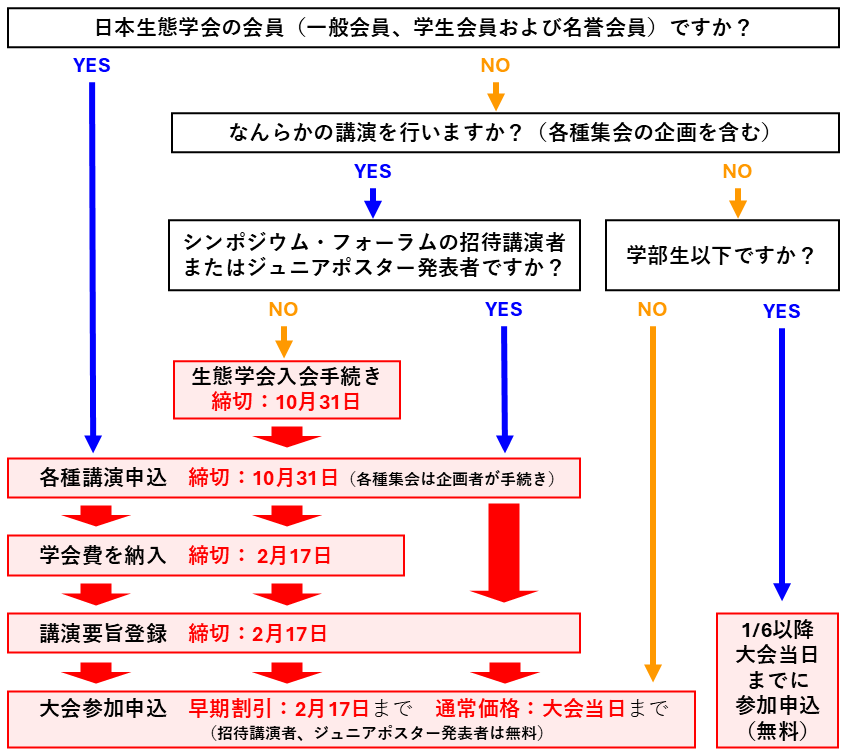 日本生態学会の会員（一般会員、学生会員および名誉会員）ですか？
YES
NO
なんらかの講演を行いますか？（各種集会の企画を含む）
YES
NO
シンポジウム・フォーラムの招待講演者
またはジュニアポスター発表者ですか？
学部生以下ですか？
NO
YES
NO
YES
生態学会入会手続き
締切：10月31日
各種講演申込　締切：10月31日（各種集会は企画者が手続き）
学会費を納入　締切： 2月17日
講演要旨登録　締切：2月17日
大会参加申込　早期割引：2月17日まで　通常価格：大会当日まで
（招待講演者、ジュニアポスター発表者は無料）
1/6以降
大会当日
までに
参加申込
（無料）